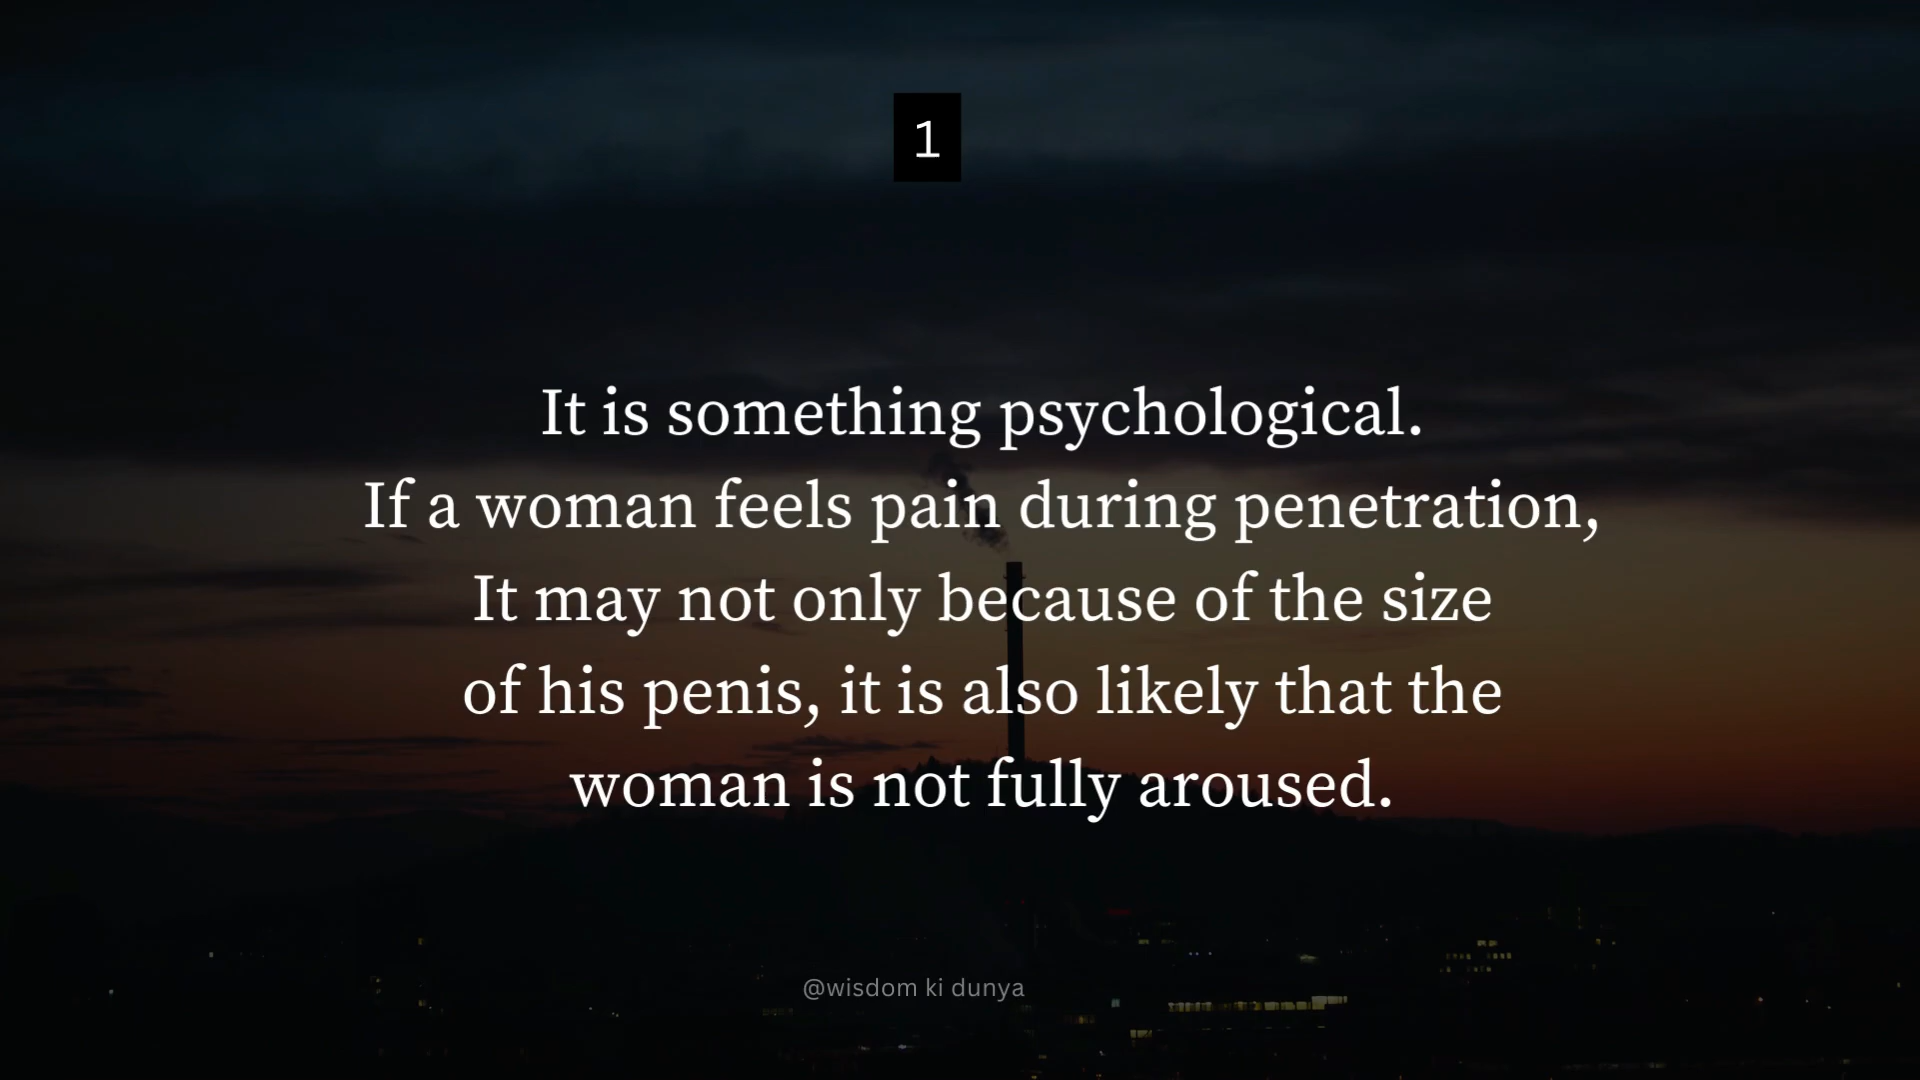 1
It is something psychological.
If a woman feels pain during penetration,
It may not only because of the size
of his penis, it is also likely that the
woman is not fully aroused.
@wisdom ki dunya